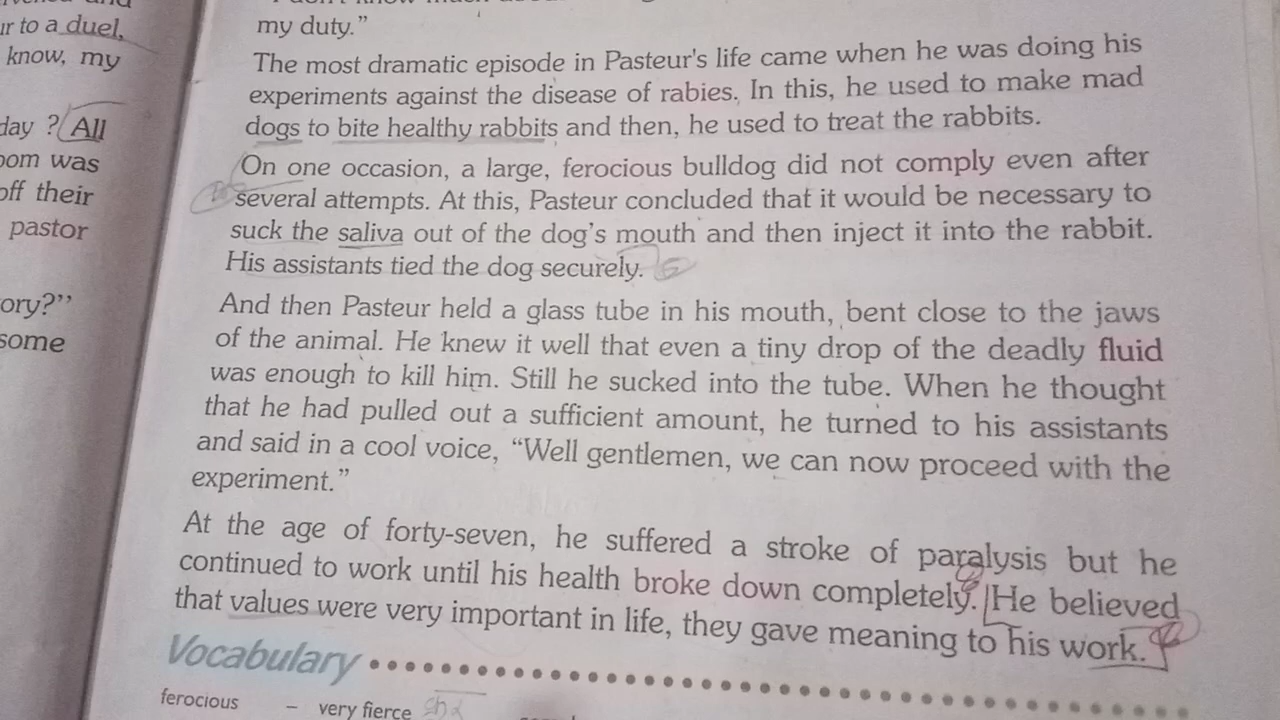 ur to a duel,
know, my
day ? All
oom was
off their
pastor
ory?”
some
my duty.”
The most dramatic episode in Pasteur's life came when he was doing his
experiments against the disease of rabies. In this, he used to make mad
dogs to bite healthy rabbits and then, he used to treat the rabbits.
On one occasion, a large, ferocious bulldog did not comply even after
several attempts. At this, Pasteur concluded that it would be necessary to
suck the saliva out of the dog’s mouth and then inject it into the rabbit.
His assistants tied the dog securely.
And then Pasteur held a glass tube in his mouth, bent close to the jaws
of the animal. He knew it well that even a tiny drop of the deadly fluid
was enough to kill him. Still he sucked into the tube. When he thought
that he had pulled out a sufficient amount, he turned to his assistants
and said in a cool voice, “Well gentlemen, we can now proceed with the
experiment.”
At the age of forty-seven, he suffered a stroke of paralysis but he
continued to work until his health broke down completely. He believed
that values were very important in life, they gave meaning to his work.
Vocabulary
ferocious – very fierce